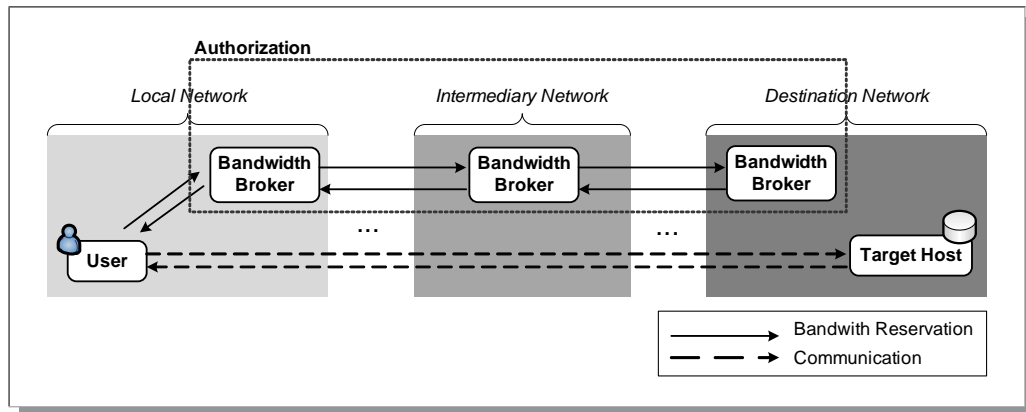 Authorization
Local Network
Intermediary Network
Destination Network
Bandwidth
Broker
Bandwidth
Broker
Bandwidth
Broker
...
...
User
Target Host
Bandwith Reservation
Communication